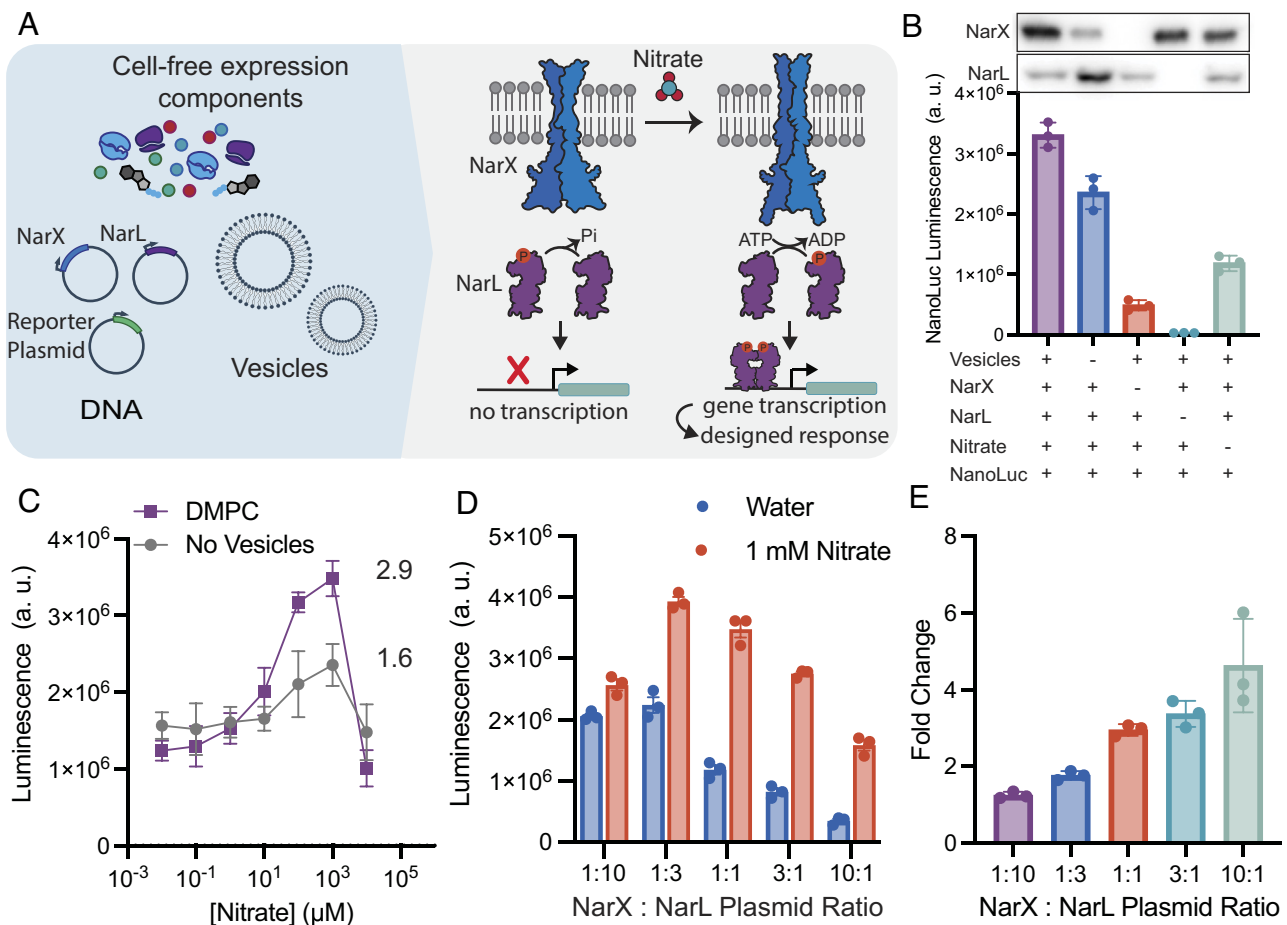 A
Cell-free expression
components
NarX
NarL
Reporter
Plasmid
Vesicles
DNA
Nitrate
NarX
Pi
P
NarL
ATP
ADP
P
P P
no transcription
gene transcription
designed response
B
NarX
NarL
NanoLuc Luminescence (a. u.)
4×10⁶
3×10⁶
2×10⁶
1×10⁶
0
Vesicles + - + + +
NarX + + - + +
NarL + + + - +
Nitrate + + + + -
NanoLuc + + + + +
C
DMPC
No Vesicles
Luminescence (a. u.)
4×10⁶
3×10⁶
2×10⁶
1×10⁶
0
2.9
1.6
10⁻³ 10⁻¹ 10¹ 10³ 10⁵
[Nitrate] (μM)
D
Water
1 mM Nitrate
Luminescence (a. u.)
5×10⁶
4×10⁶
3×10⁶
2×10⁶
1×10⁶
0
1:10 1:3 1:1 3:1 10:1
NarX : NarL Plasmid Ratio
E
Fold Change
8
6
4
2
0
1:10 1:3 1:1 3:1 10:1
NarX : NarL Plasmid Ratio